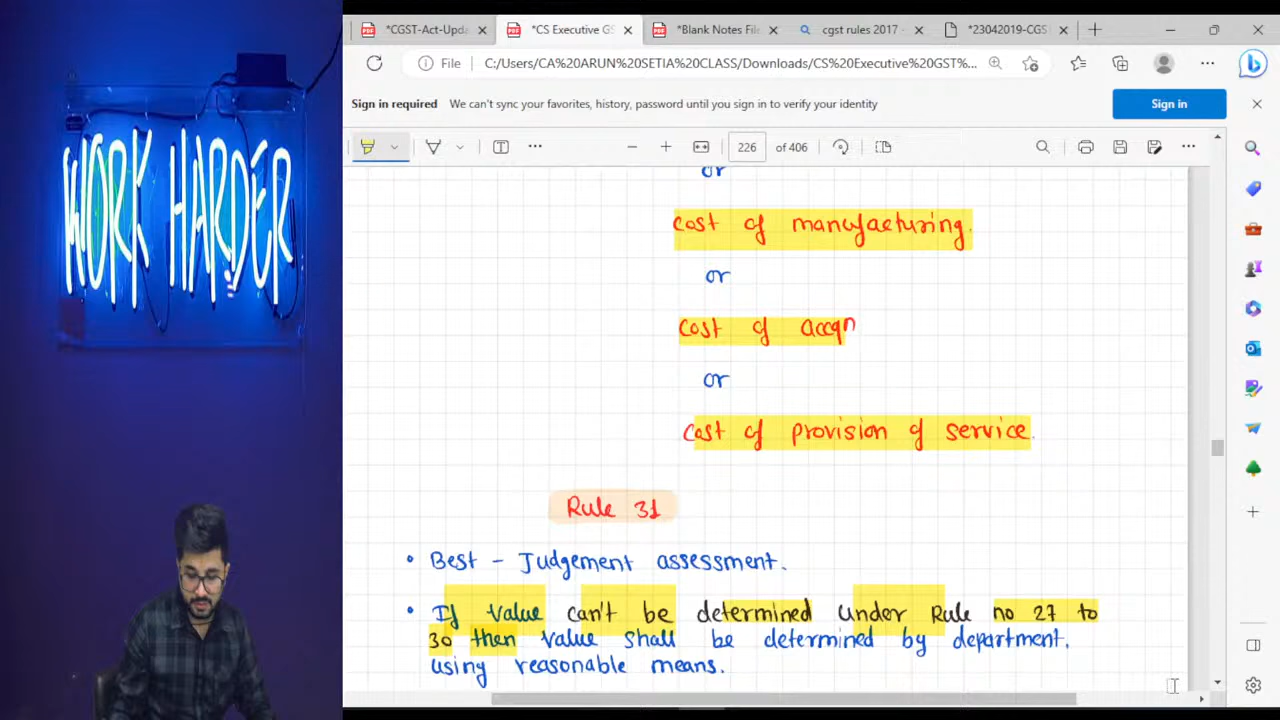 WORK HARDER
*CGST-Act-Upda
*CS Executive GS
*Blank Notes File
cgst rules 2017 -
*23042019-CGS
File
C:/Users/CA%20ARUN%20SETIA%20CLASS/Downloads/CS%20Executive%20GST%...
Sign in required
We can't sync your favorites, history, password until you sign in to verify your identity
Sign in
226
of 406
or
Cost of manufacturing.
or
Cost of accqn
or
Cost of provision of service.
Rule 31
• Best - Judgement assessment.
• If value can't be determined under Rule no 27 to
30 then value shall be determined by department.
using reasonable means.